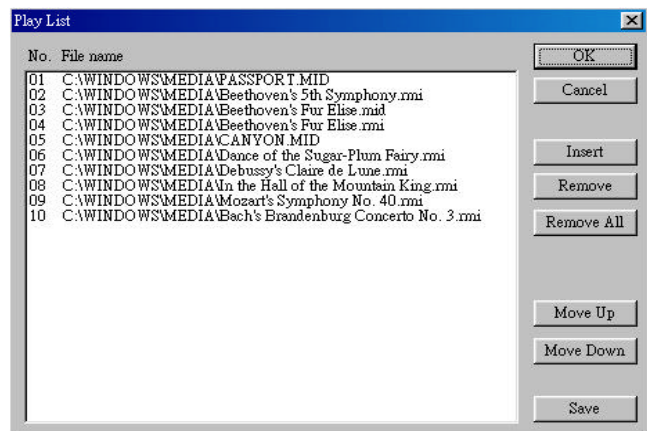 Play List
No. File name
01 C:\WINDOWS\MEDIA\PASSPORT.MID
02 C:\WINDOWS\MEDIA\Beethoven's 5th Symphony.rmi
03 C:\WINDOWS\MEDIA\Beethoven's Fur Elise.mid
04 C:\WINDOWS\MEDIA\Beethoven's Fur Elise.rmi
05 C:\WINDOWS\MEDIA\CANYON.MID
06 C:\WINDOWS\MEDIA\Dance of the Sugar-Plum Fairy.rmi
07 C:\WINDOWS\MEDIA\Debussy's Claire de Lune.rmi
08 C:\WINDOWS\MEDIA\In the Hall of the Mountain King.rmi
09 C:\WINDOWS\MEDIA\Mozart's Symphony No. 40.rmi
10 C:\WINDOWS\MEDIA\Bach's Brandenburg Concerto No. 3.rmi
OK
Cancel
Insert
Remove
Remove All
Move Up
Move Down
Save